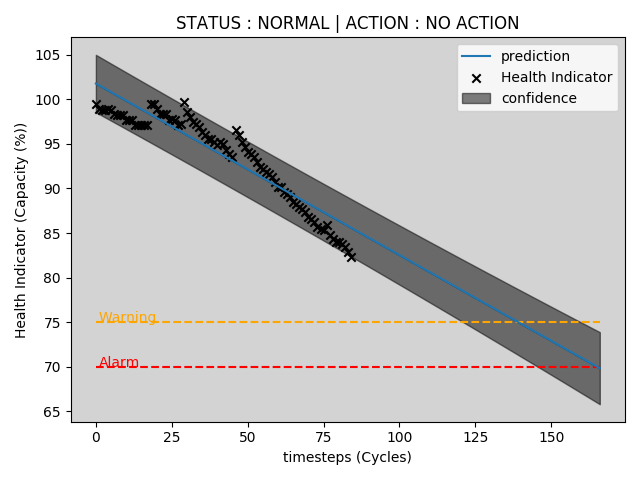 STATUS : NORMAL | ACTION : NO ACTION
prediction
Health Indicator
confidence
Health Indicator (Capacity (%))
105
100
95
90
85
80
75
70
65
Warning
Alarm
0
25
50
75
100
125
150
timesteps (Cycles)